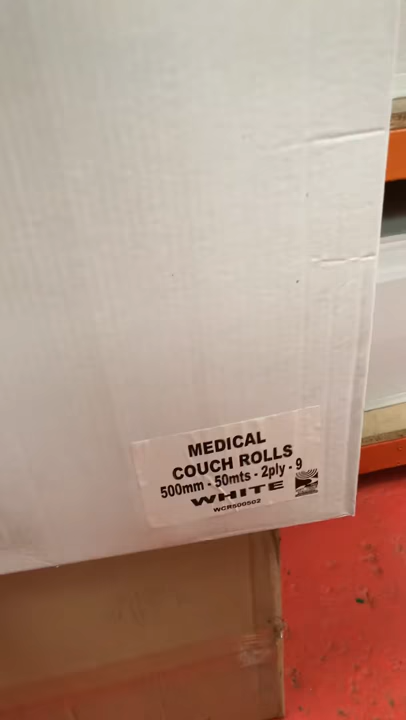 MEDICAL
COUCH ROLLS
500mm - 50mts - 2ply - 9
WHITE
WCR500502